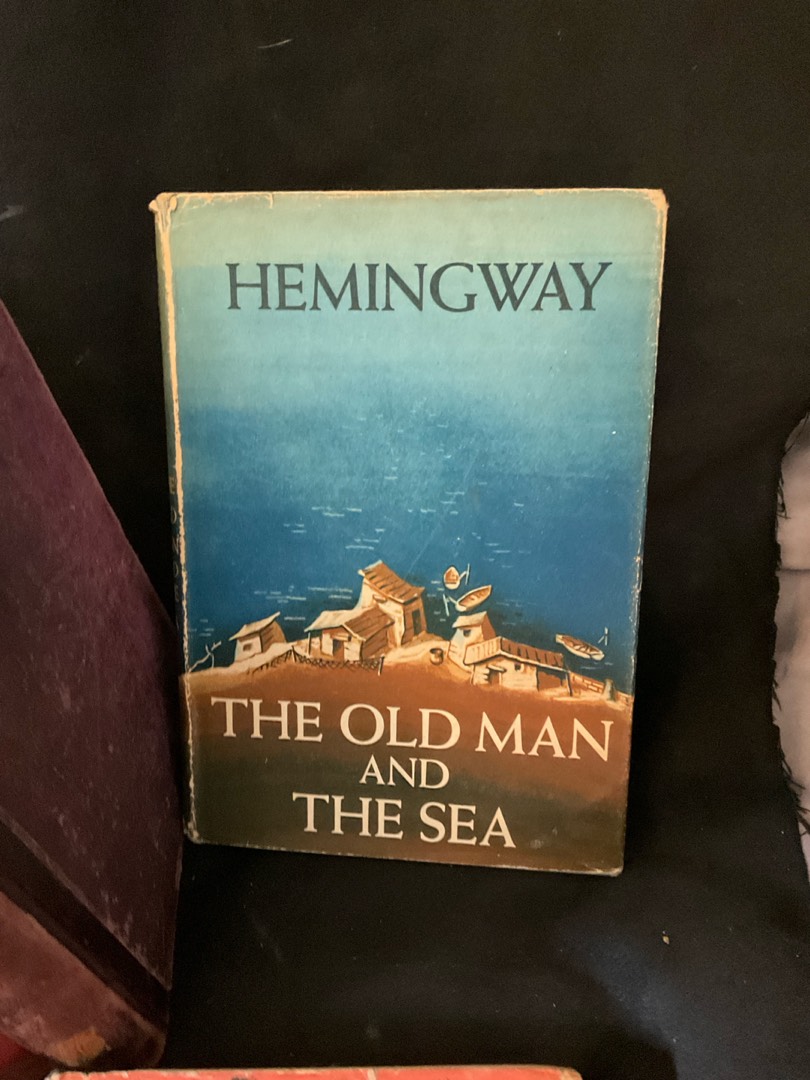 HEMINGWAY
THE OLD MAN
AND
THE SEA